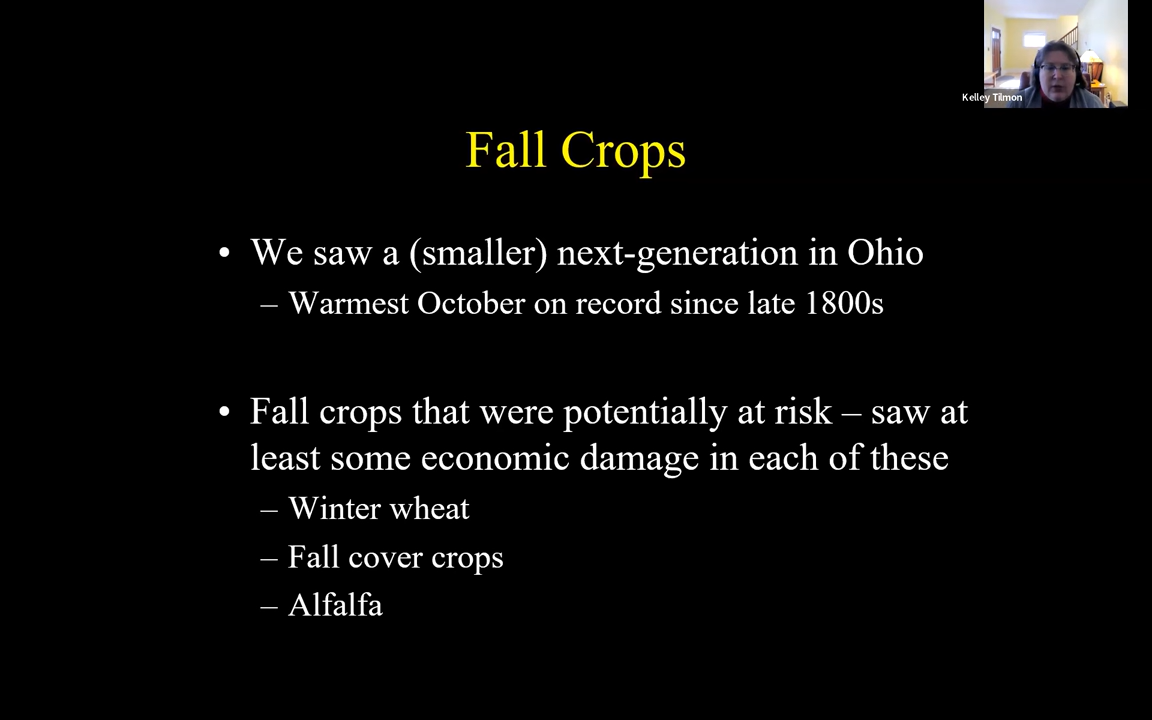 Kelley Tilmon
Fall Crops
• We saw a (smaller) next-generation in Ohio
– Warmest October on record since late 1800s
• Fall crops that were potentially at risk – saw at
least some economic damage in each of these
– Winter wheat
– Fall cover crops
– Alfalfa